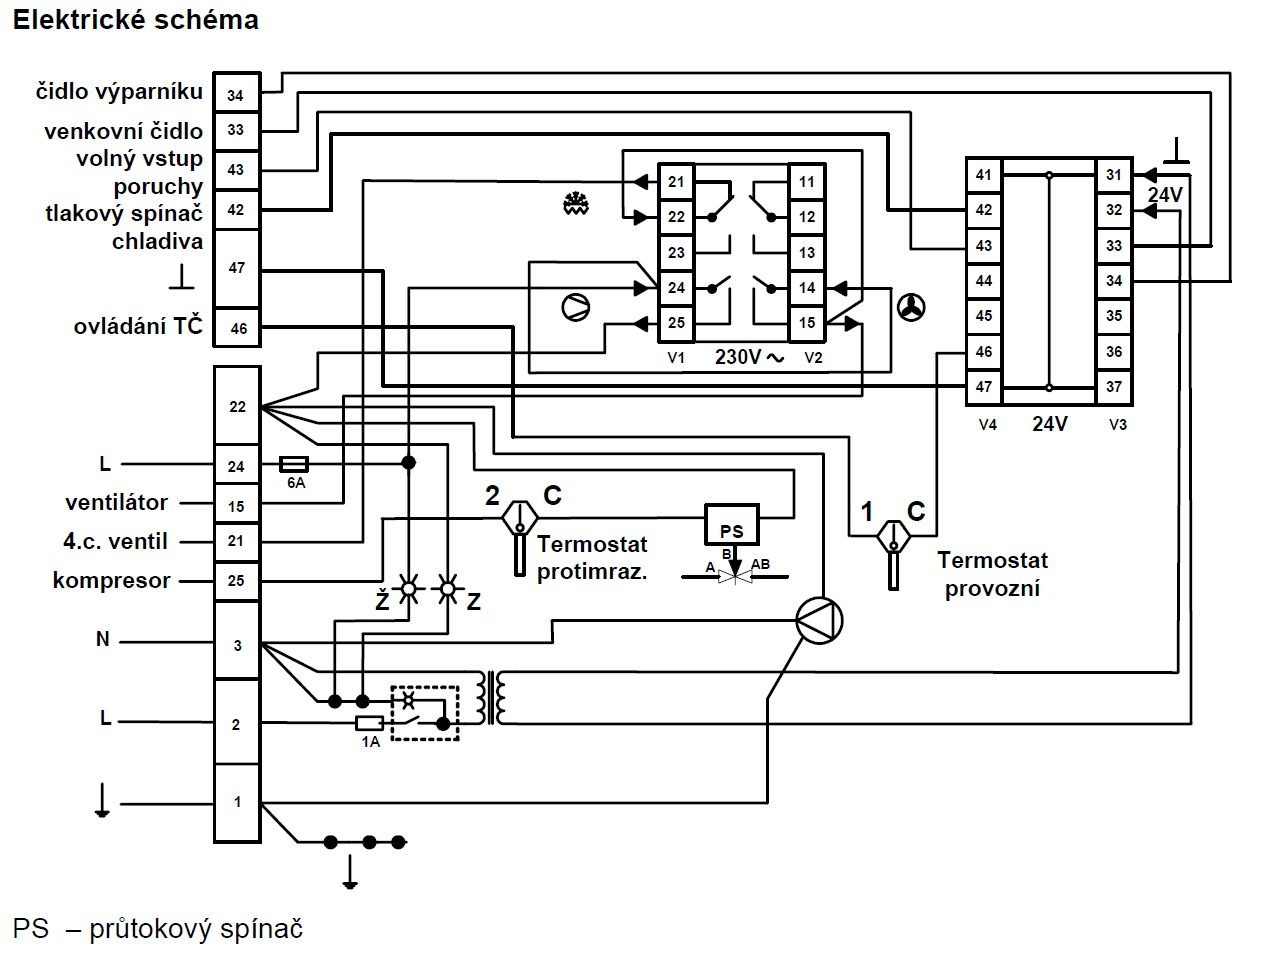 Elektrické schéma
čidlo výparníku
34
venkovní čidlo
33
volný vstup
poruchy
43
tlakový spínač
chladiva
42
47
ovládání TČ
46
22
L
24
6A
ventilátor
15
4.c. ventil
21
kompresor
25
N
3
L
2
1A
1
Ž
Z
21
22
23
24
25
V1
230V
11
12
13
14
15
V2
41
42
43
44
45
46
47
V4
24V
31
32
33
34
35
36
37
V3
24V
2
C
Termostat
protimraz.
PS
B
A
AB
1
C
Termostat
provozní
PS – průtokový spínač